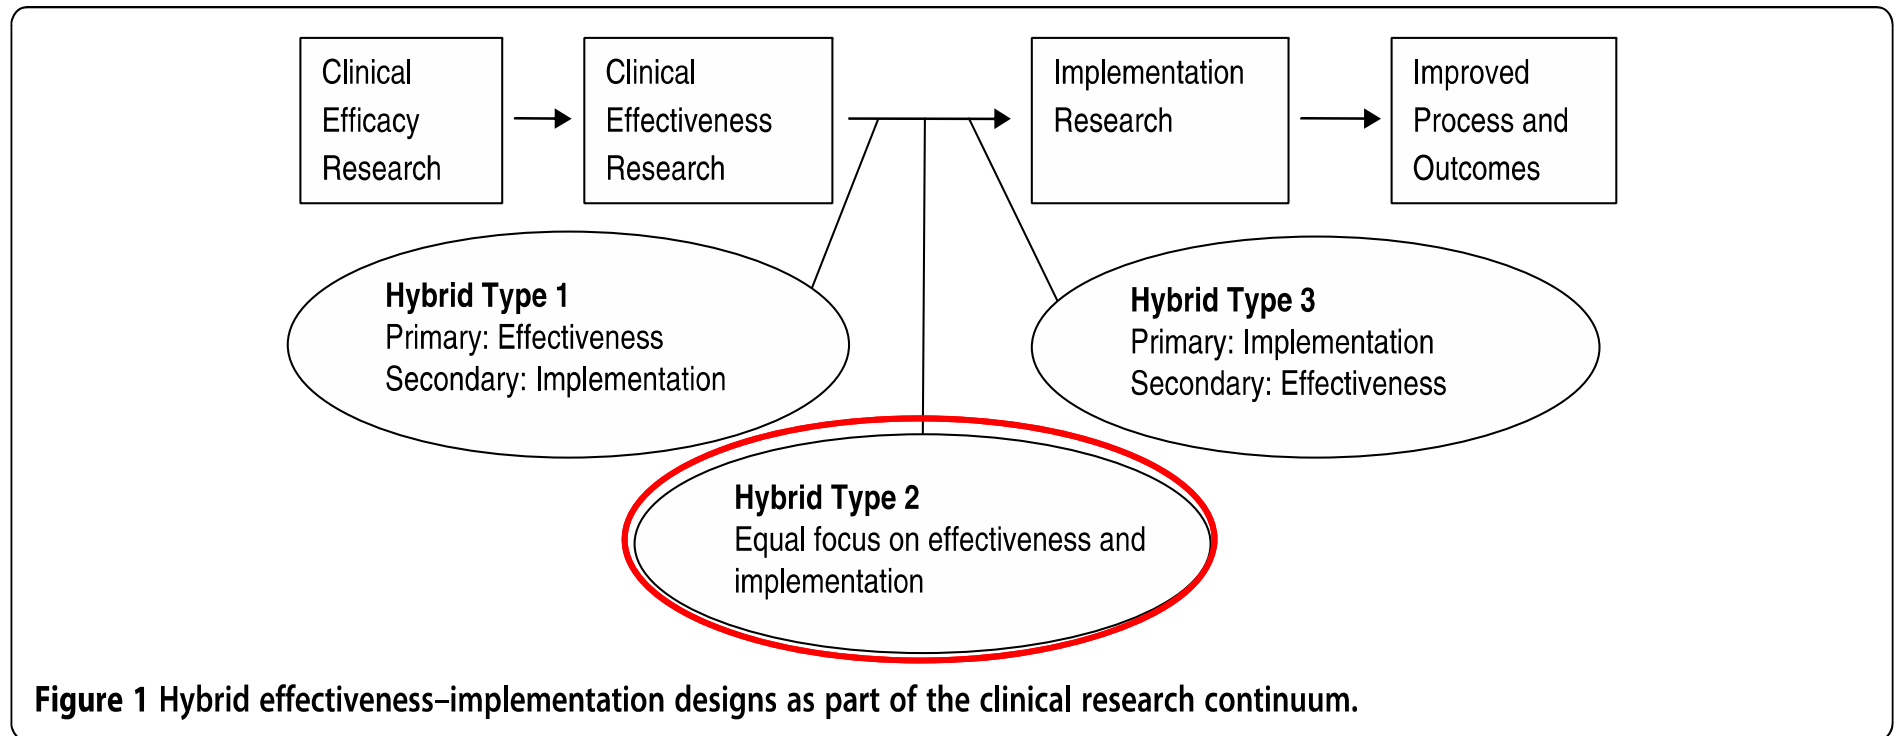 Clinical
Efficacy
Research
Clinical
Effectiveness
Research
Implementation
Research
Improved
Process and
Outcomes
Hybrid Type 1
Primary: Effectiveness
Secondary: Implementation
Hybrid Type 3
Primary: Implementation
Secondary: Effectiveness
Hybrid Type 2
Equal focus on effectiveness and
implementation
Figure 1 Hybrid effectiveness–implementation designs as part of the clinical research continuum.